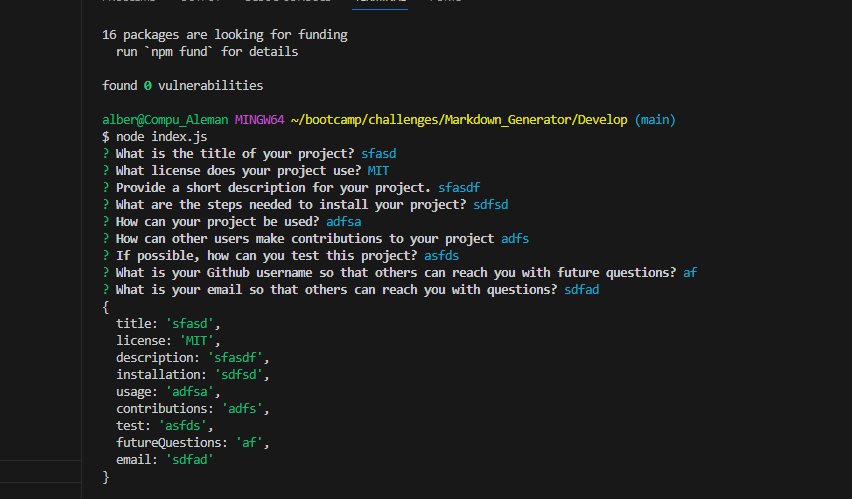 TERMINAL
16 packages are looking for funding
  run `npm fund` for details
found 0 vulnerabilities
alber@Compu_Aleman MINGW64 ~/bootcamp/challenges/Markdown_Generator/Develop (main)
$ node index.js
? What is the title of your project? sfasd
? What license does your project use? MIT
? Provide a short description for your project. sfasdf
? What are the steps needed to install your project? sdfsd
? How can your project be used? adfsa
? How can other users make contributions to your project adfs
? If possible, how can you test this project? asfds
? What is your Github username so that others can reach you with future questions? af
? What is your email so that others can reach you with questions? sdfad
{
  title: 'sfasd',
  license: 'MIT',
  description: 'sfasdf',
  installation: 'sdfsd',
  usage: 'adfsa',
  contributions: 'adfs',
  test: 'asfds',
  futureQuestions: 'af',
  email: 'sdfad'
}